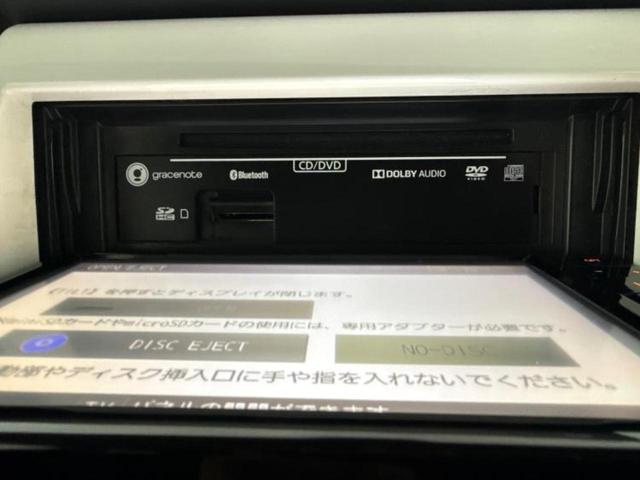 CD/DVD
gracenote Bluetooth DOLBY AUDIO DVD VIDEO
SD HC
OPEN/EJECT
を押すとディスプレイが閉じます。
SDカードやmicroSDカードの使用には、専用アダプターが必要です。
DISC EJECT NO-DISC
動部やディスク挿入口に手や指を入れないでください。